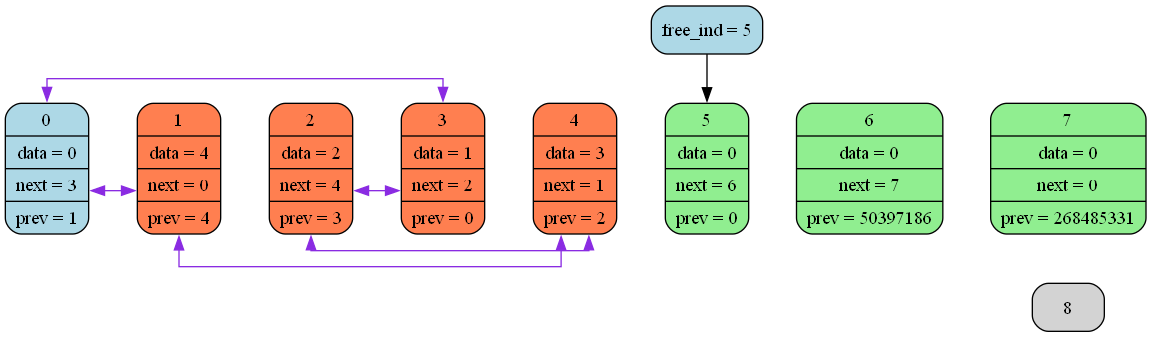 free_ind = 5
0
data = 0
next = 3
prev = 1
1
data = 4
next = 0
prev = 4
2
data = 2
next = 4
prev = 3
3
data = 1
next = 2
prev = 0
4
data = 3
next = 1
prev = 2
5
data = 0
next = 6
prev = 0
6
data = 0
next = 7
prev = 50397186
7
data = 0
next = 0
prev = 268485331
8